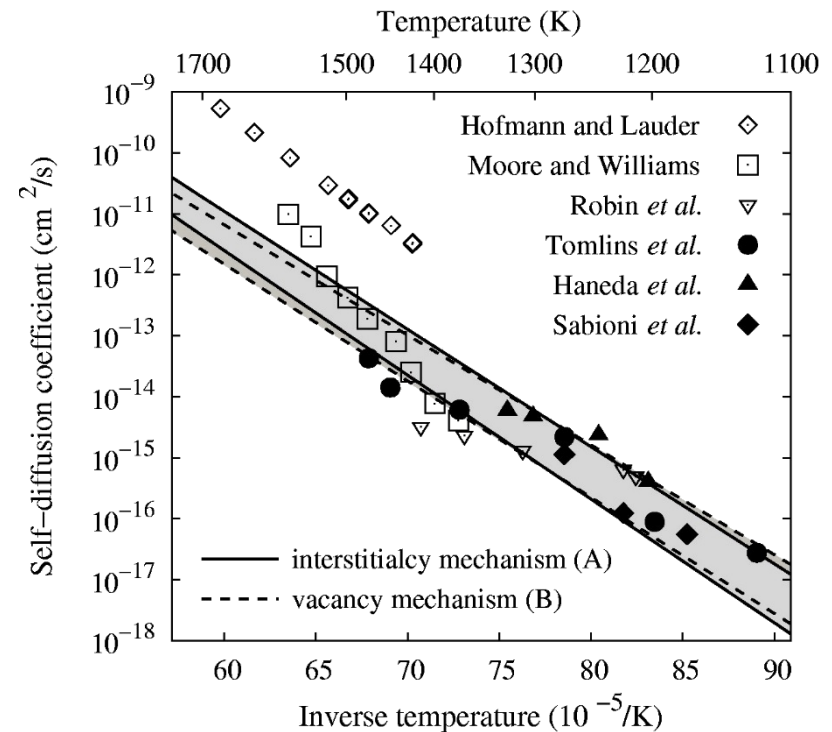 Temperature (K)
1700 1500 1400 1300 1200 1100
Self−diffusion coefficient (cm ²/s)
10⁻⁹
10⁻¹⁰
10⁻¹¹
10⁻¹²
10⁻¹³
10⁻¹⁴
10⁻¹⁵
10⁻¹⁶
10⁻¹⁷
10⁻¹⁸
Hofmann and Lauder
Moore and Williams
Robin et al.
Tomlins et al.
Haneda et al.
Sabioni et al.
interstitialcy mechanism (A)
vacancy mechanism (B)
60 65 70 75 80 85 90
Inverse temperature (10 ⁻⁵/K)